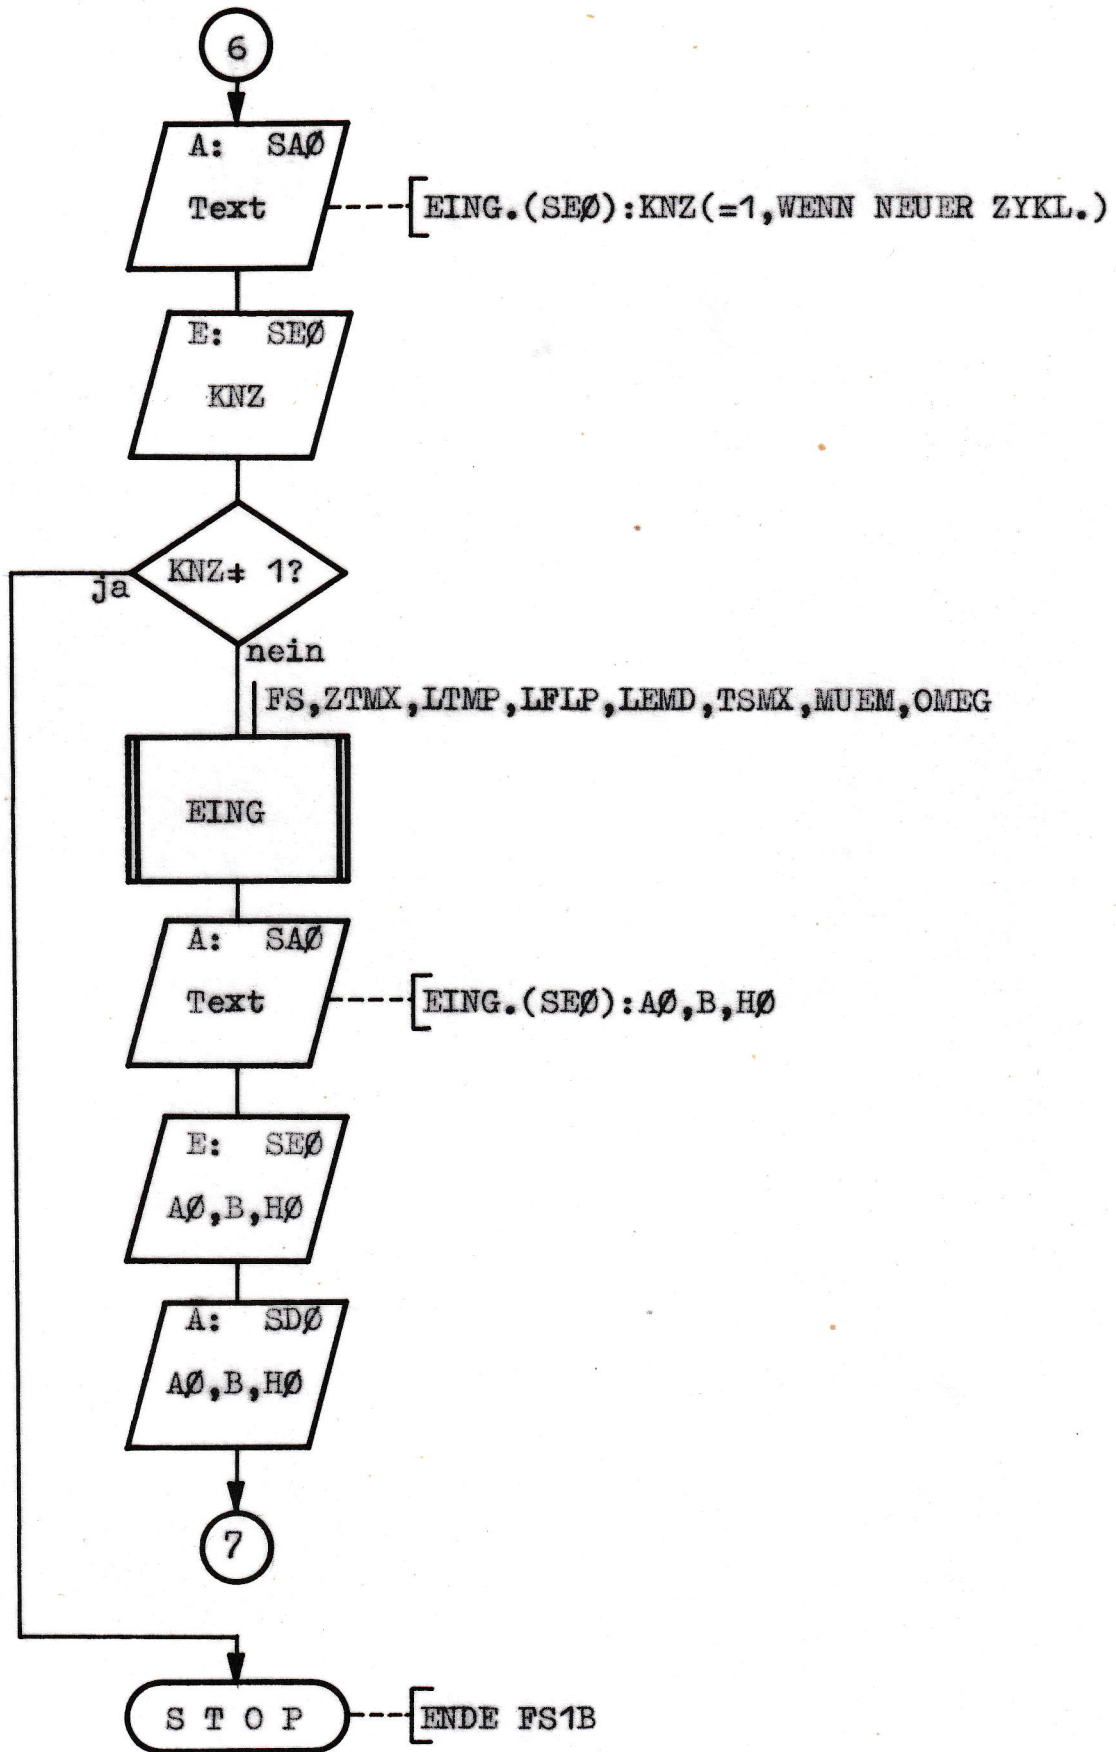 6
A: SAØ
Text
EING.(SEØ):KNZ(=1,WENN NEUER ZYKL.)
E: SEØ
KNZ
KNZ≠ 1?
ja
nein
FS,ZTMX,LTMP,LFLP,LEMD,TSMX,MUEM,OMEG
EING
A: SAØ
Text
EING.(SEØ):AØ,B,HØ
E: SEØ
AØ,B,HØ
A: SDØ
AØ,B,HØ
7
S T O P
ENDE FS1B